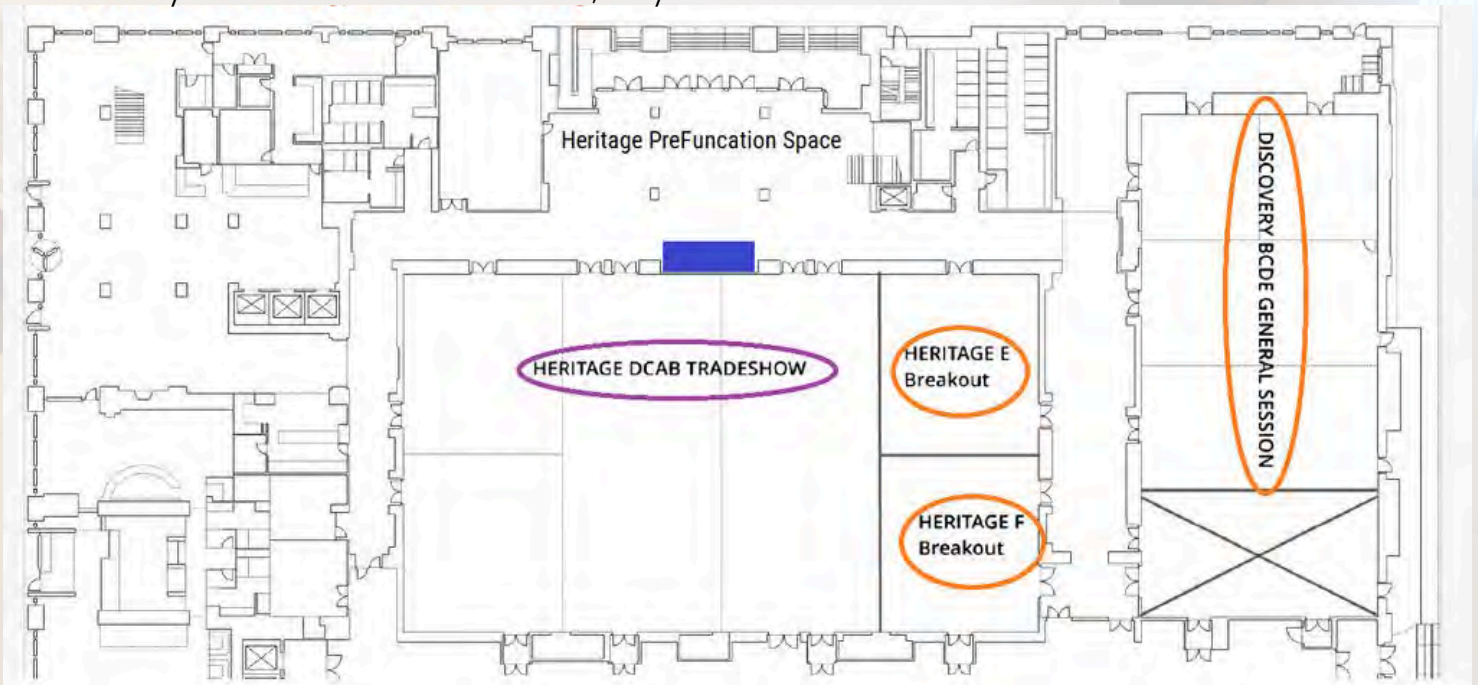 Heritage PreFuncation Space
HERITAGE DCAB TRADESHOW
HERITAGE E
Breakout
HERITAGE F
Breakout
DISCOVERY BCDE GENERAL SESSION